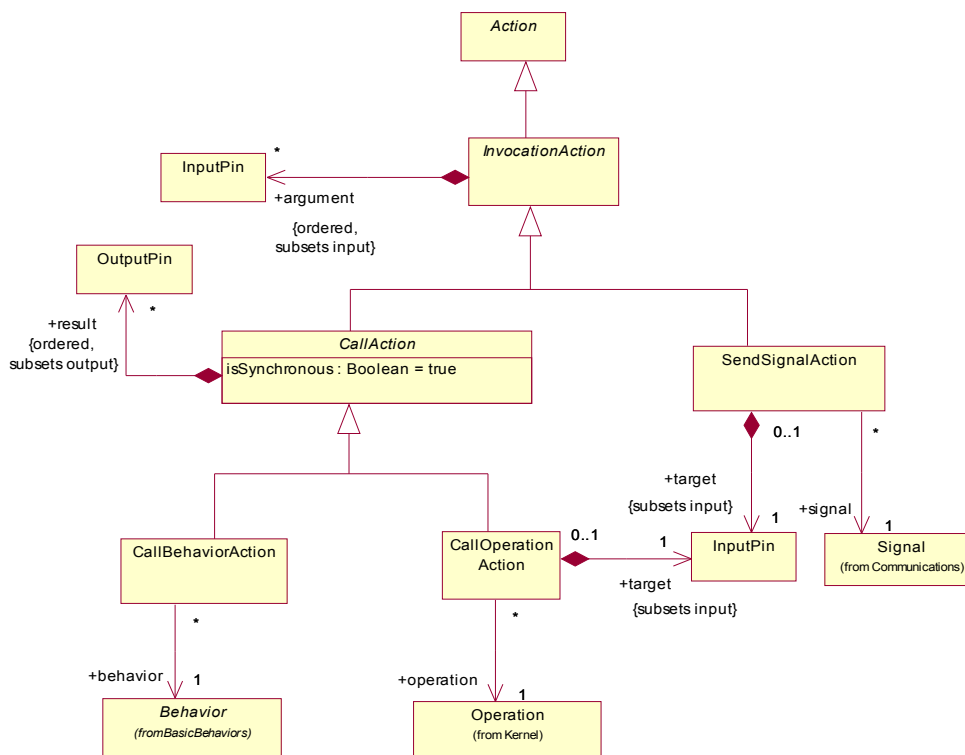 Action
InvocationAction
*
InputPin
+argument
{ordered,
subsets input}
OutputPin
*
+result
{ordered,
subsets output}
CallAction
isSynchronous : Boolean = true
SendSignalAction
0..1
*
+target
{subsets input}
1
+signal
1
CallBehaviorAction
CallOperation
Action
0..1
1
+target
{subsets input}
InputPin
Signal
(from Communications)
*
*
+behavior
1
+operation
1
Behavior
(fromBasicBehaviors)
Operation
(from Kernel)